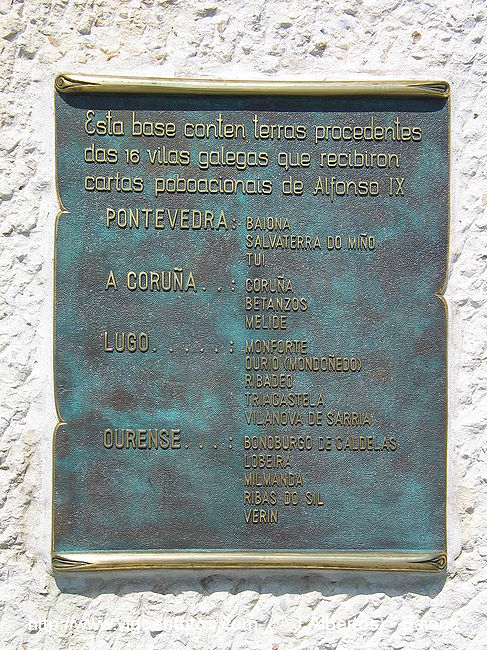 Esta base conten terras procedentes
das 16 vilas galegas que recibiron
cartas poboacionais de Alfonso IX
PONTEVEDRA: BAIONA
SALVATERRA DO MIÑO
TUI
A CORUÑA . . : CORUÑA
BETANZOS
MELIDE
LUGO . . . . . : MONFORTE
OURIO (MONDOÑEDO)
RIBADEO
TRIACASTELA
VILANOVA DE SARRIA
OURENSE . . . : BONOBURGO DE CALDELAS
LOBEIRA
MILMANDA
RIBAS DO SIL
VERIN